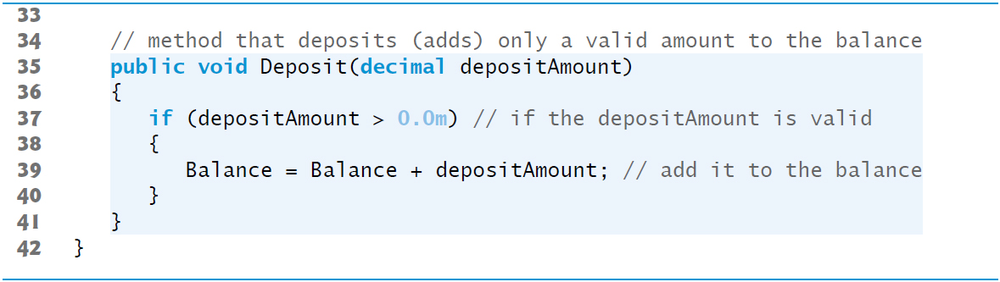 33
34 // method that deposits (adds) only a valid amount to the balance
35 public void Deposit(decimal depositAmount)
36 {
37 if (depositAmount > 0.0m) // if the depositAmount is valid
38 {
39 Balance = Balance + depositAmount; // add it to the balance
40 }
41 }
42 }